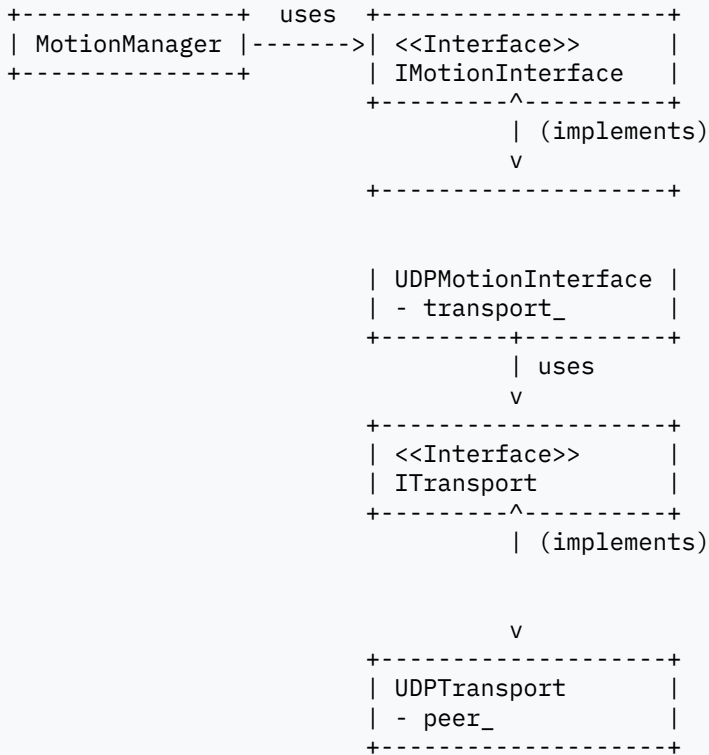 +---------------+  uses  +--------------------+
| MotionManager |------->| <<Interface>>      |
+---------------+        | IMotionInterface   |
                         +---------^----------+
                                   | (implements)
                                   v
                         +--------------------+
                         | UDPMotionInterface |
                         | - transport_       |
                         +---------+----------+
                                   | uses
                                   v
                         +--------------------+
                         | <<Interface>>      |
                         | ITransport         |
                         +---------^----------+
                                   | (implements)
                                   v
                         +--------------------+
                         | UDPTransport       |
                         | - peer_            |
                         +--------------------+